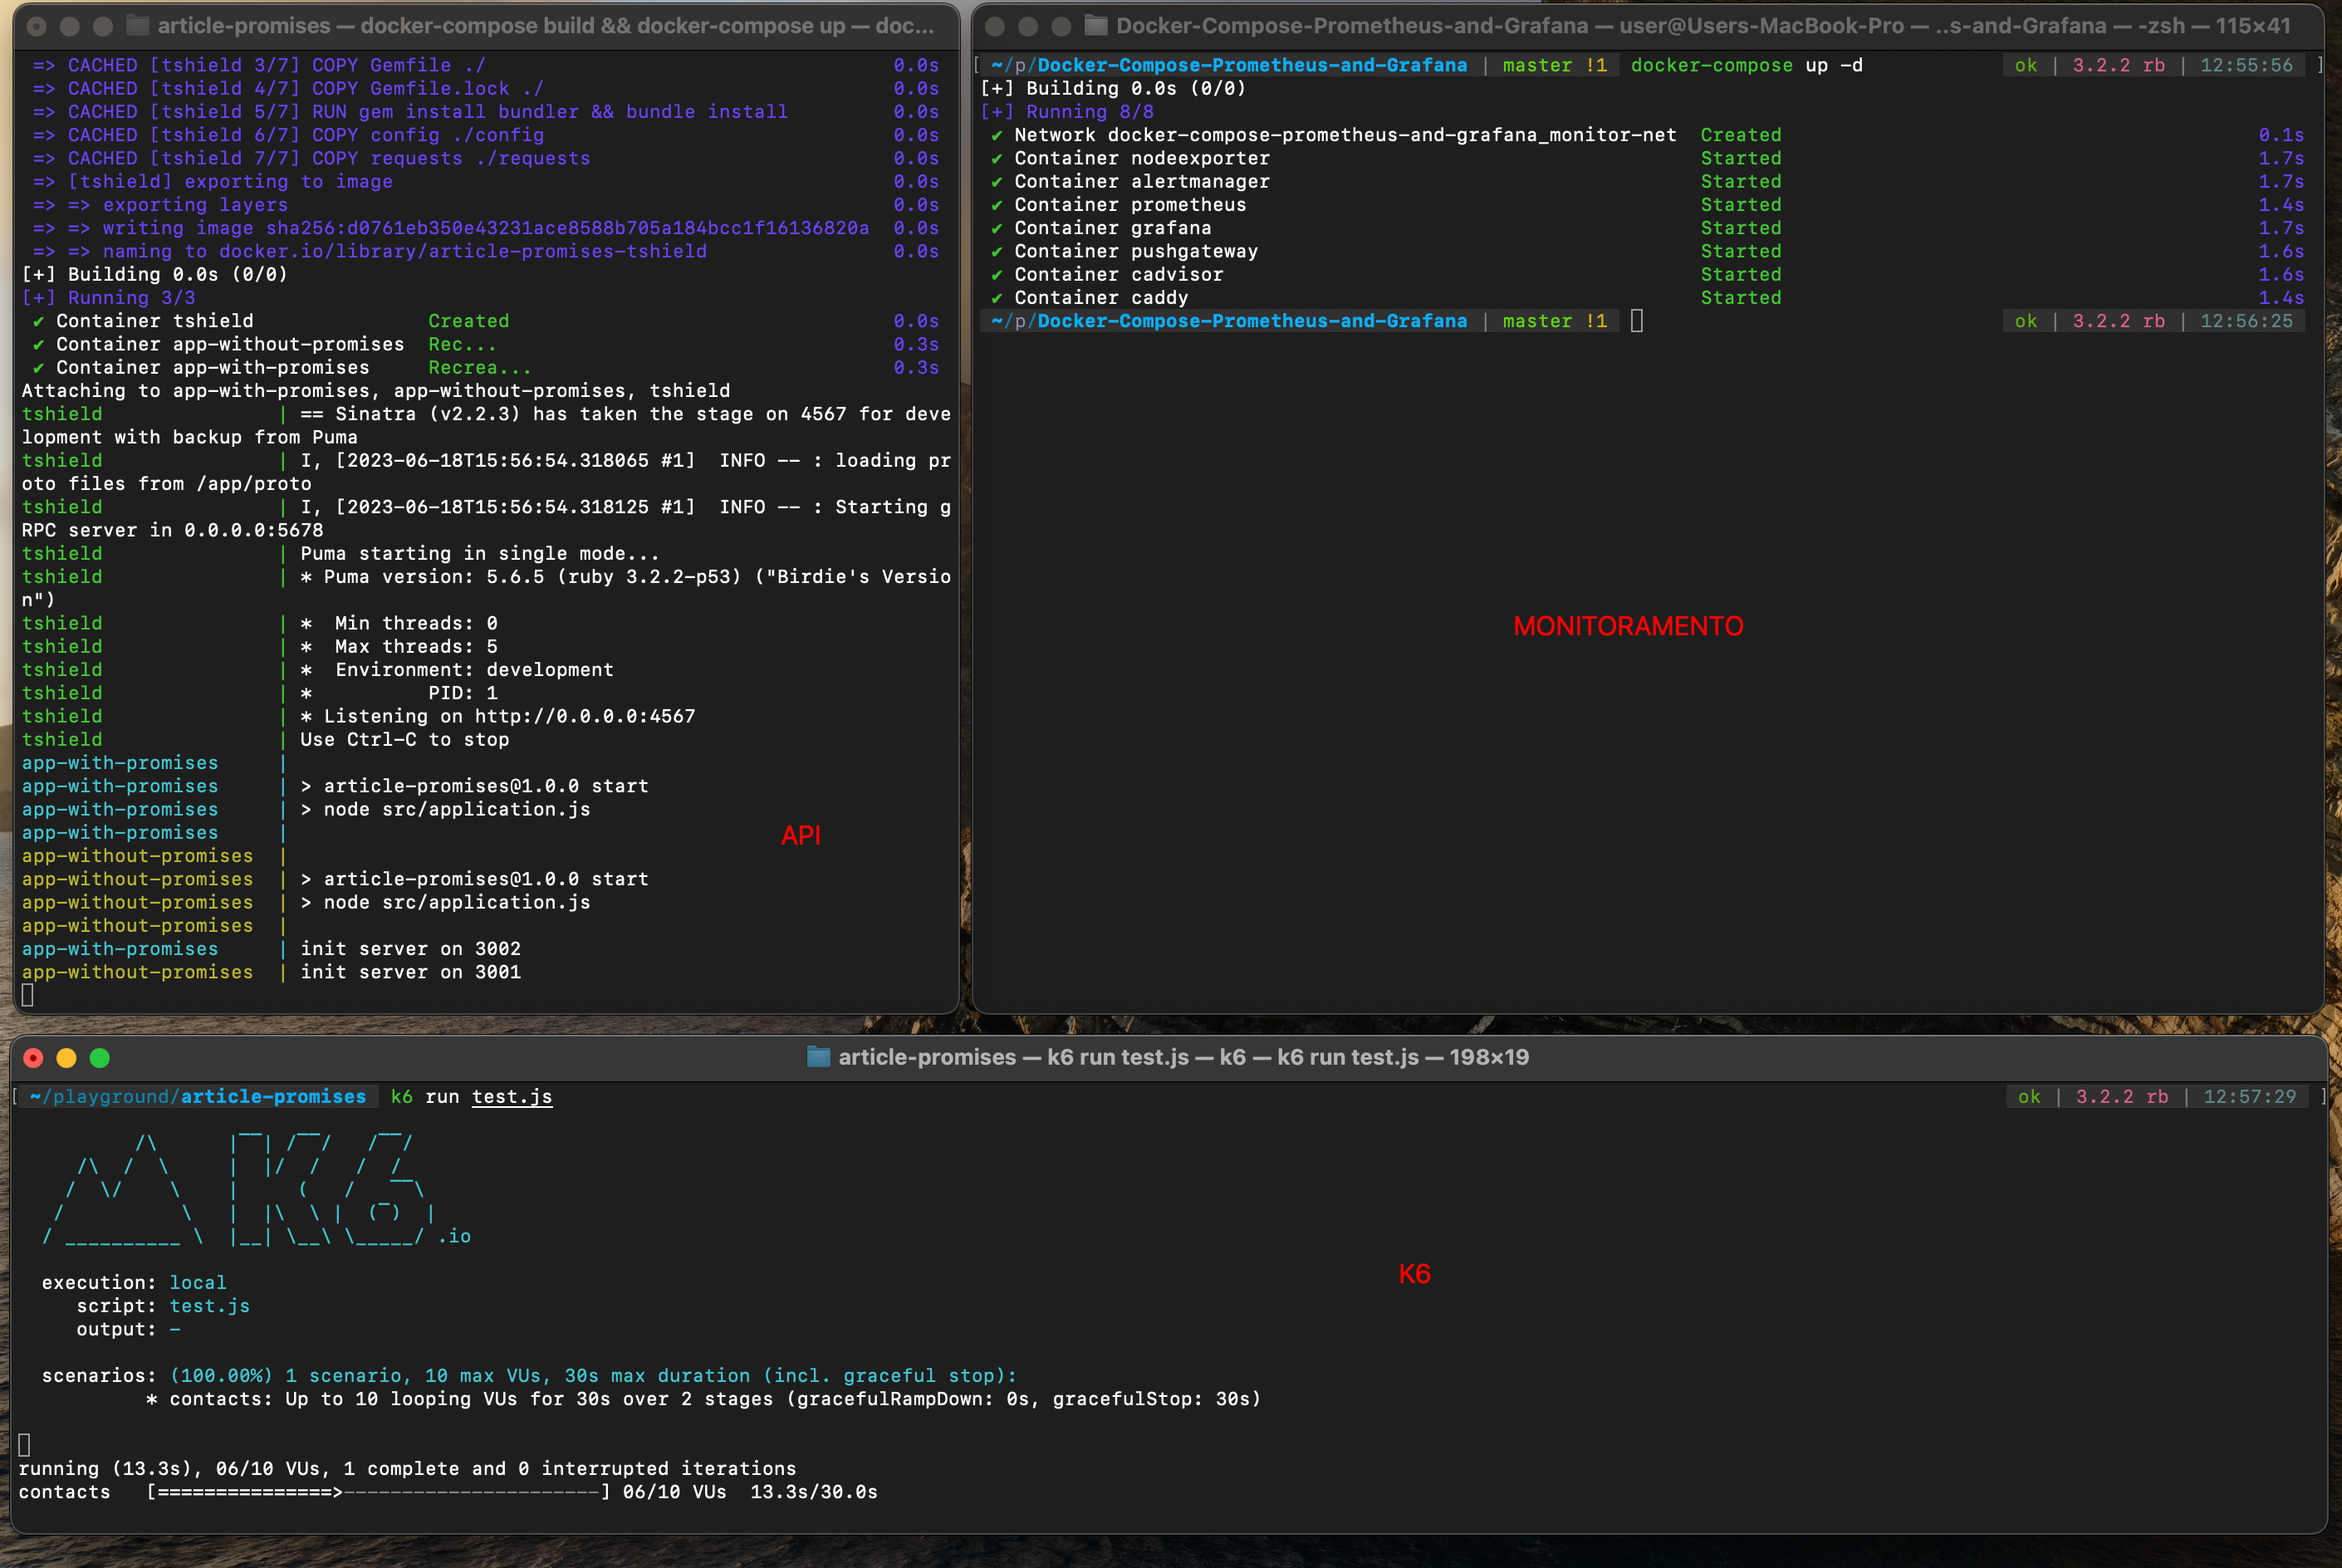 article-promises — docker-compose build && docker-compose up — doc...
=> CACHED [tshield 3/7] COPY Gemfile ./ 0.0s
=> CACHED [tshield 4/7] COPY Gemfile.lock ./ 0.0s
=> CACHED [tshield 5/7] RUN gem install bundler && bundle install 0.0s
=> CACHED [tshield 6/7] COPY config ./config 0.0s
=> CACHED [tshield 7/7] COPY requests ./requests 0.0s
=> [tshield] exporting to image 0.0s
=> => exporting layers 0.0s
=> => writing image sha256:d0761eb350e43231ace8588b705a184bcc1f16136820a 0.0s
=> => naming to docker.io/library/article-promises-tshield 0.0s
[+] Building 0.0s (0/0)
[+] Running 3/3
✔ Container tshield Created 0.0s
✔ Container app-without-promises Rec... 0.3s
✔ Container app-with-promises Recrea... 0.3s
Attaching to app-with-promises, app-without-promises, tshield
tshield | == Sinatra (v2.2.3) has taken the stage on 4567 for deve
lopment with backup from Puma
tshield | I, [2023-06-18T15:56:54.318065 #1]  INFO -- : loading pr
oto files from /app/proto
tshield | I, [2023-06-18T15:56:54.318125 #1]  INFO -- : Starting g
RPC server in 0.0.0.0:5678
tshield | Puma starting in single mode...
tshield | * Puma version: 5.6.5 (ruby 3.2.2-p53) ("Birdie's Versio
n")
tshield | *  Min threads: 0
tshield | *  Max threads: 5
tshield | *  Environment: development
tshield | *          PID: 1
tshield | * Listening on http://0.0.0.0:4567
tshield | Use Ctrl-C to stop
app-with-promises |
app-with-promises | > article-promises@1.0.0 start
app-with-promises | > node src/application.js
app-with-promises |
API
app-without-promises |
app-without-promises | > article-promises@1.0.0 start
app-without-promises | > node src/application.js
app-without-promises |
app-with-promises | init server on 3002
app-without-promises | init server on 3001
Docker-Compose-Prometheus-and-Grafana — user@Users-MacBook-Pro — ..s-and-Grafana — -zsh — 115×41
[ ~/p/Docker-Compose-Prometheus-and-Grafana | master !1 docker-compose up -d ok | 3.2.2 rb | 12:55:56 ]
[+] Building 0.0s (0/0)
[+] Running 8/8
✔ Network docker-compose-prometheus-and-grafana_monitor-net Created 0.1s
✔ Container nodeexporter Started 1.7s
✔ Container alertmanager Started 1.7s
✔ Container prometheus Started 1.4s
✔ Container grafana Started 1.7s
✔ Container pushgateway Started 1.6s
✔ Container cadvisor Started 1.6s
✔ Container caddy Started 1.4s
~/p/Docker-Compose-Prometheus-and-Grafana | master !1 ok | 3.2.2 rb | 12:56:25
MONITORAMENTO
article-promises — k6 run test.js — k6 — k6 run test.js — 198×19
[ ~/playground/article-promises k6 run test.js ok | 3.2.2 rb | 12:57:29 ]
.io
K6
execution: local
script: test.js
output: -
scenarios: (100.00%) 1 scenario, 10 max VUs, 30s max duration (incl. graceful stop):
* contacts: Up to 10 looping VUs for 30s over 2 stages (gracefulRampDown: 0s, gracefulStop: 30s)
running (13.3s), 06/10 VUs, 1 complete and 0 interrupted iterations
contacts [===============>----------------------] 06/10 VUs  13.3s/30.0s